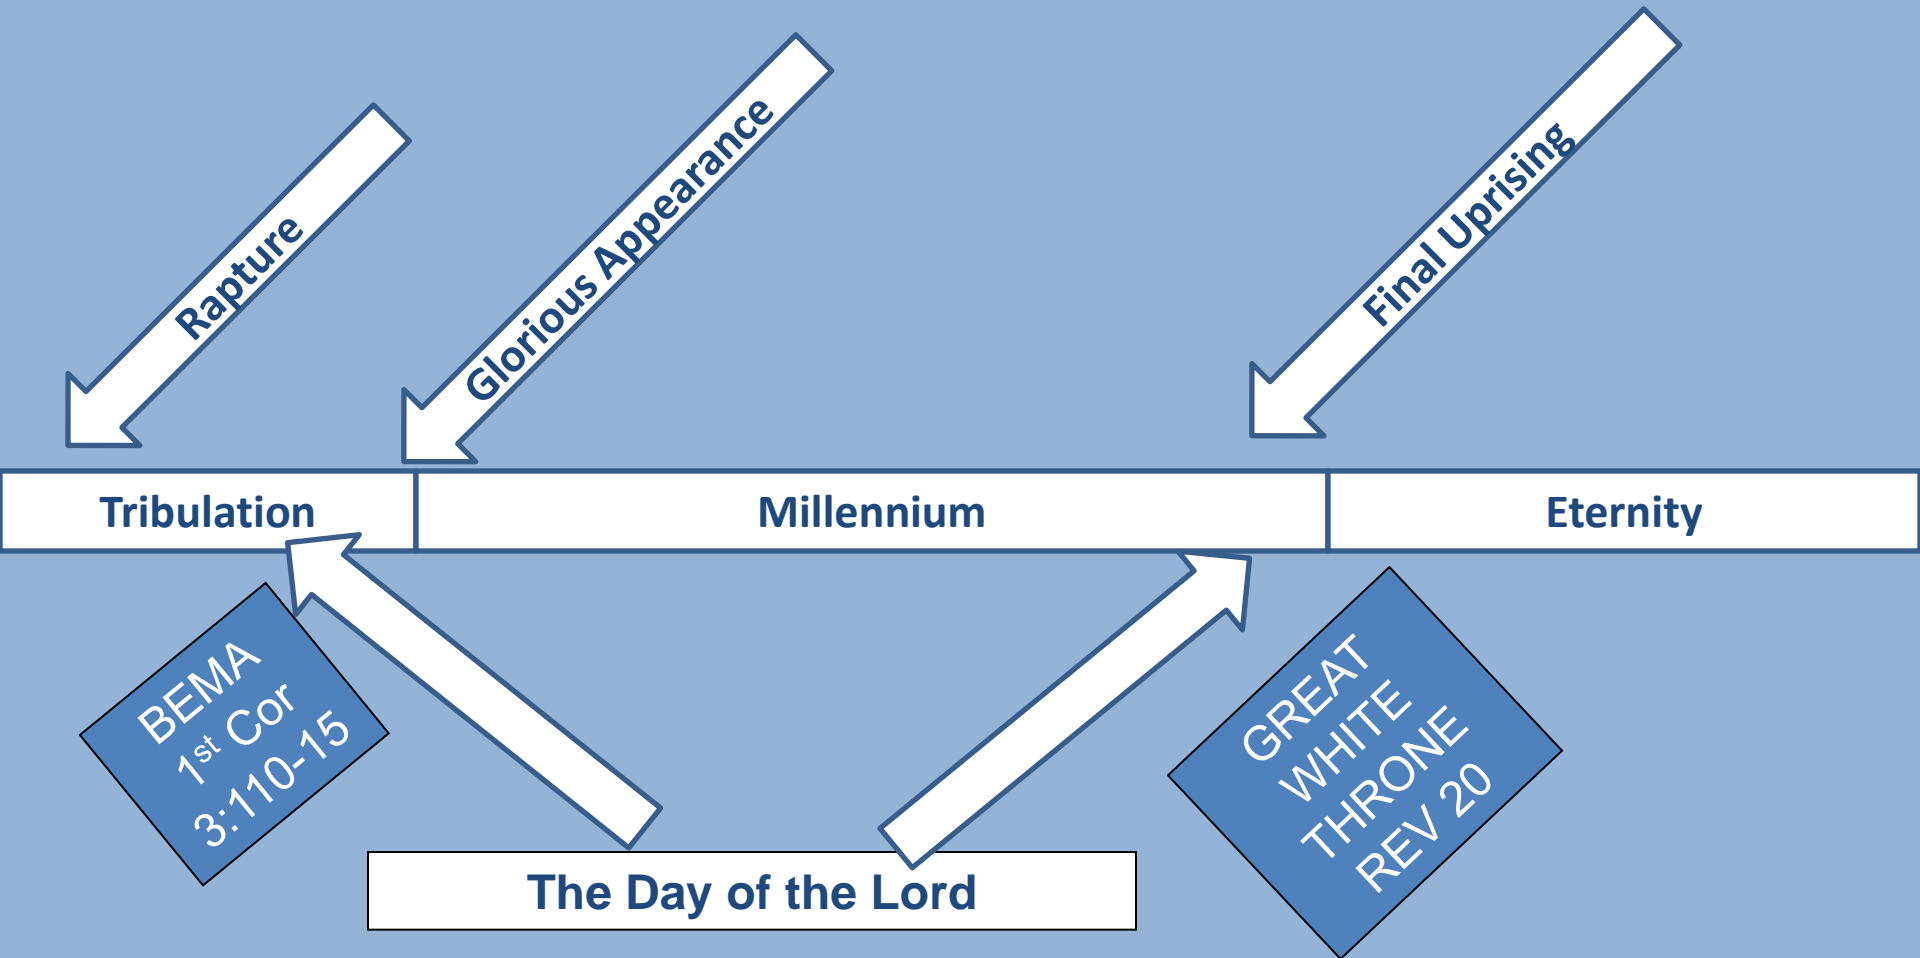 Rapture
Glorious Appearance
Final Uprising
Tribulation
Millennium
Eternity
BEMA
1st Cor
3:110-15
GREAT
WHITE
THRONE
REV 20
The Day of the Lord